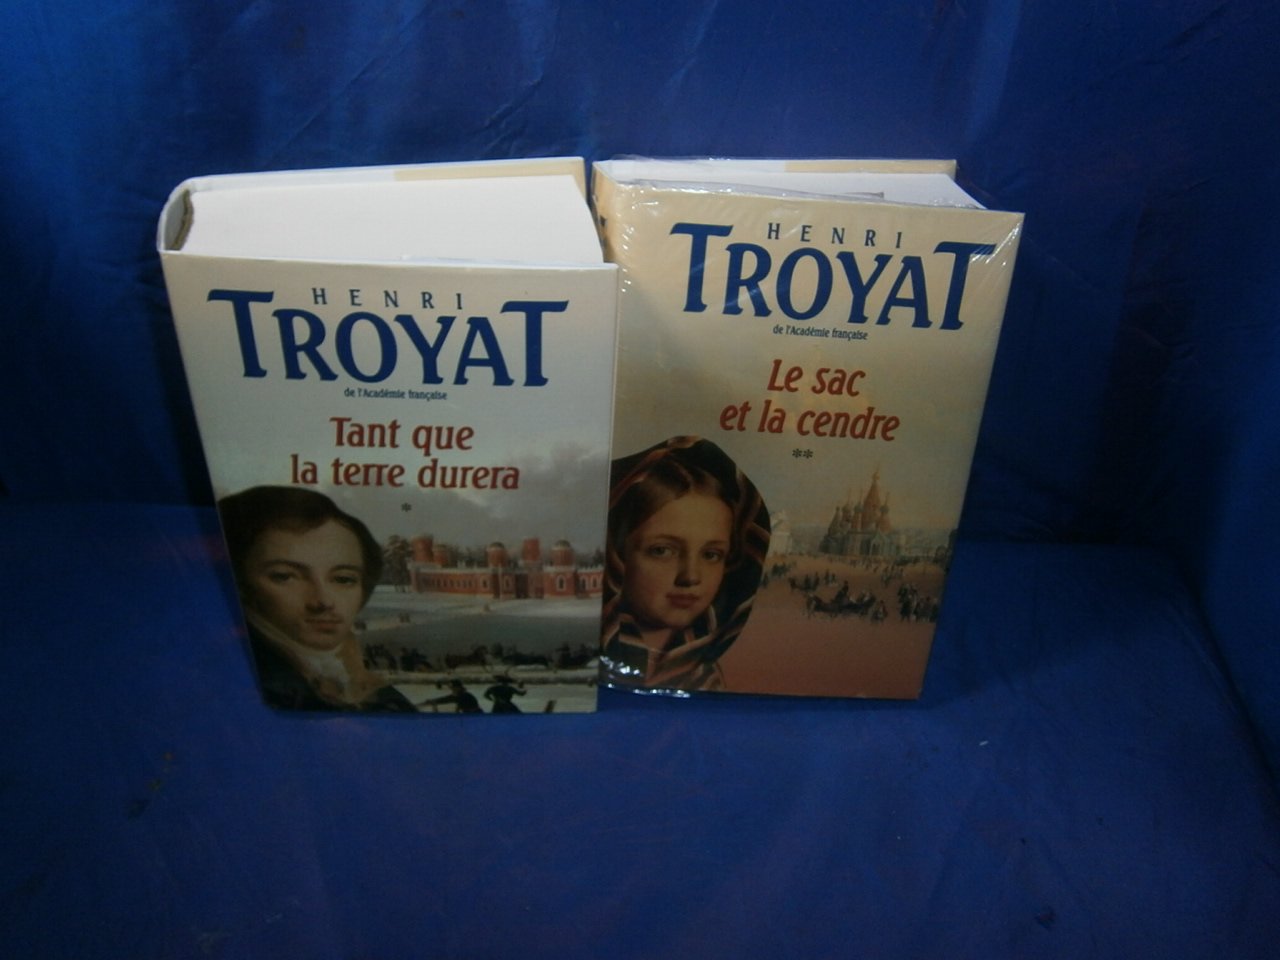 HENRI
TROYAT
de l'Académie française
Tant que
la terre durera
*
HENRI
TROYAT
de l'Académie française
Le sac
et la cendre
**